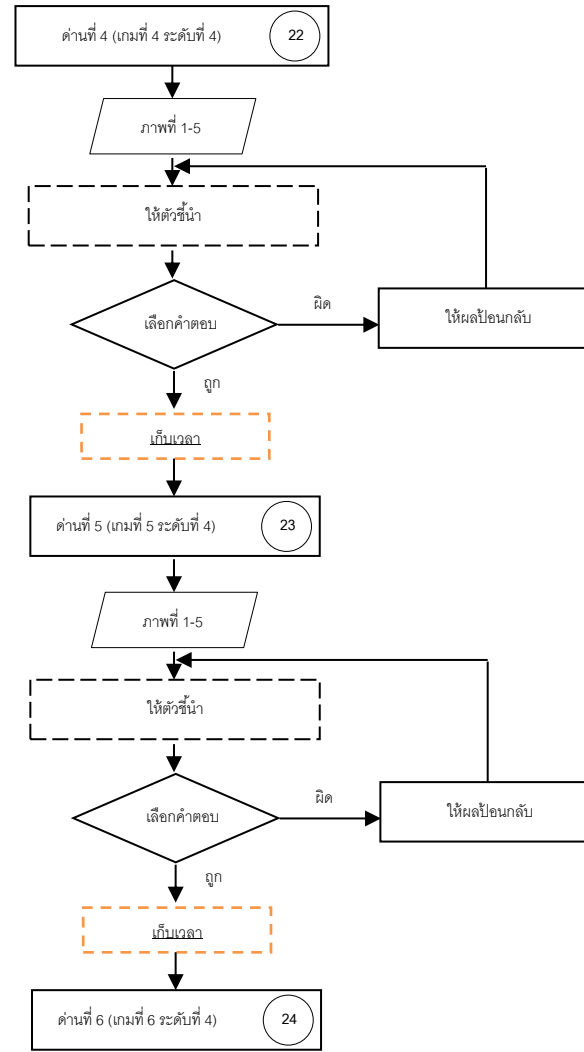 ด่านที่ 4 (เกมที่ 4 ระดับที่ 4) 22
ภาพที่ 1-5
ให้ตัวชี้นำ
เลือกคำตอบ
ผิด
ให้ผลป้อนกลับ
ถูก
เก็บเวลา
ด่านที่ 5 (เกมที่ 5 ระดับที่ 4) 23
ภาพที่ 1-5
ให้ตัวชี้นำ
เลือกคำตอบ
ผิด
ให้ผลป้อนกลับ
ถูก
เก็บเวลา
ด่านที่ 6 (เกมที่ 6 ระดับที่ 4) 24